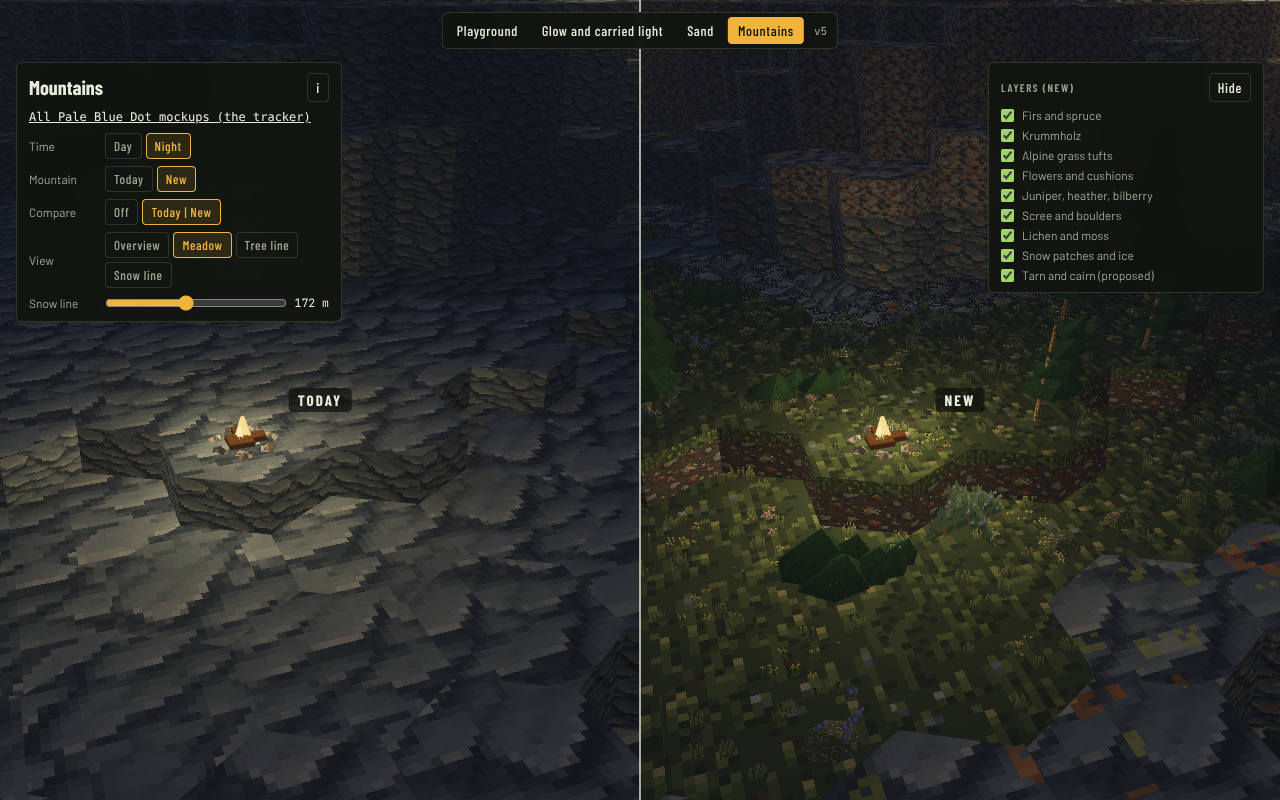 Playground Glow and carried light Sand Mountains v5
Mountains i
All Pale Blue Dot mockups (the tracker)
Time Day Night
Mountain Today New
Compare Off Today | New
View Overview Meadow Tree line
Snow line
Snow line 172 m
LAYERS (NEW) Hide
Firs and spruce
Krummholz
Alpine grass tufts
Flowers and cushions
Juniper, heather, bilberry
Scree and boulders
Lichen and moss
Snow patches and ice
Tarn and cairn (proposed)
TODAY NEW